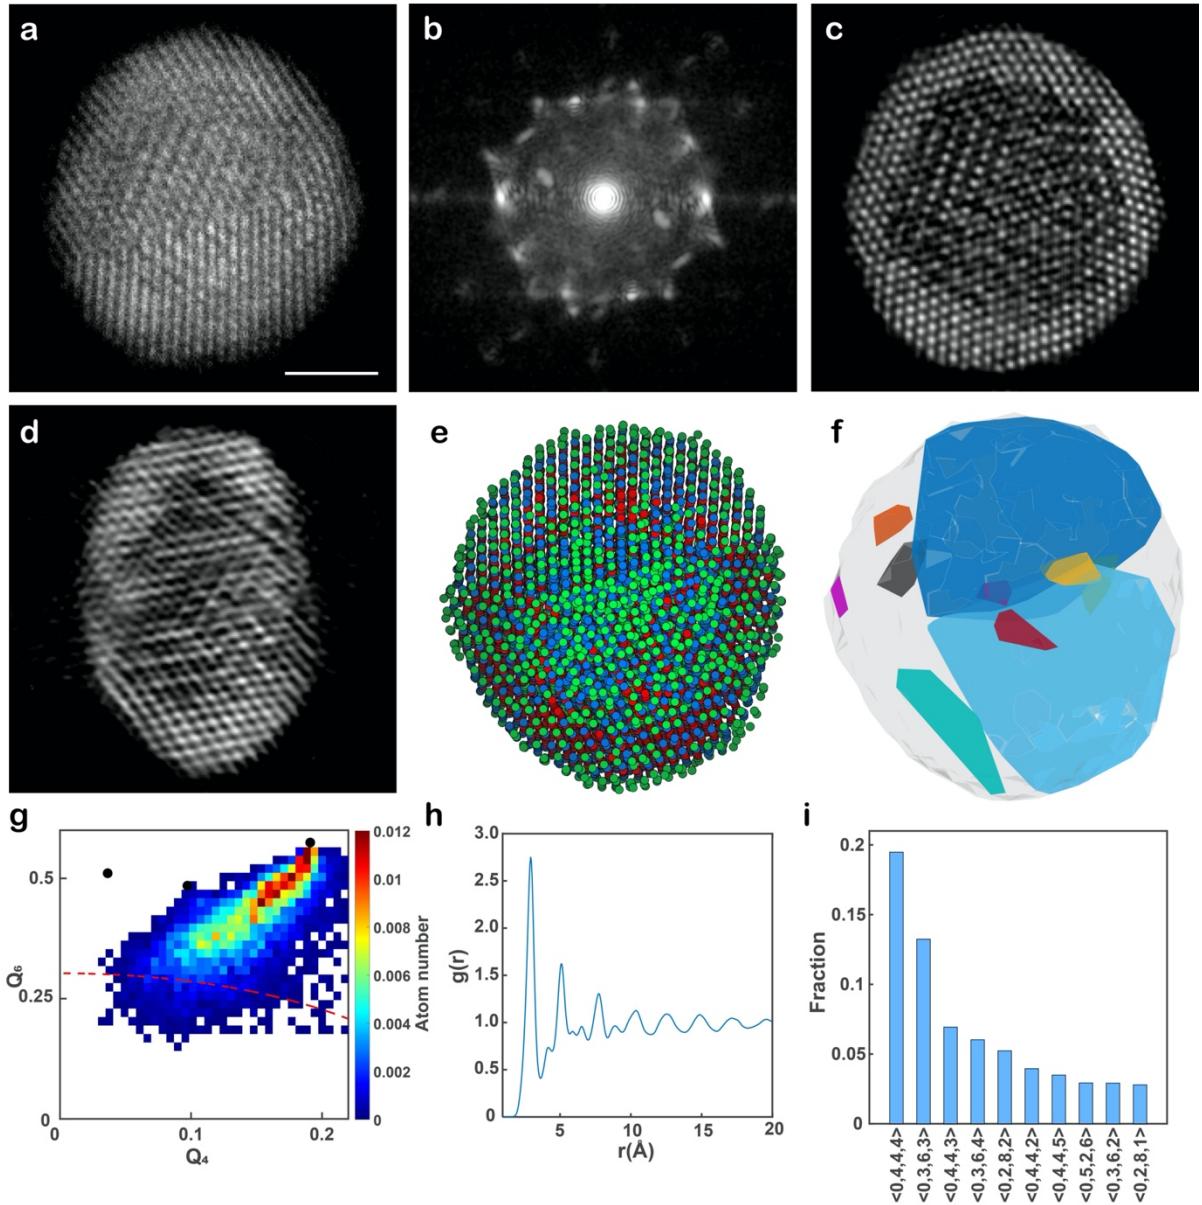 a
b
c
d
e
f
g
0.5
0.25
0
0
0.1
0.2
Q₆
Q₄
0.012
0.010
0.008
0.006
0.004
0.002
0
Atom number
h
3.0
2.5
2.0
1.5
1.0
0.5
0
5
10
15
20
g(r)
r(Å)
i
0.2
0.15
0.1
0.05
0
Fraction
<0,4,4,4>
<0,3,6,3>
<0,4,4,3>
<0,3,6,4>
<0,2,8,2>
<0,4,4,2>
<0,4,4,5>
<0,5,2,6>
<0,3,6,2>
<0,2,8,1>